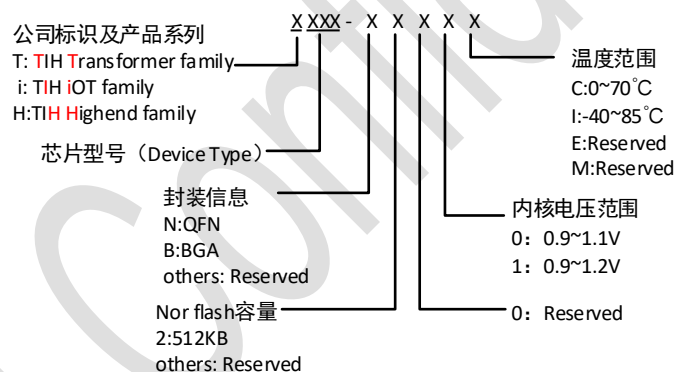 X XXX - X X X X X
公司标识及产品系列
T: TIH Transformer family
i: TIH iOT family
H:TIH Highend family
芯片型号（Device Type）
封装信息
N:QFN
B:BGA
others: Reserved
Nor flash容量
2:512KB
others: Reserved
温度范围
C:0~70℃
I:-40~85℃
E:Reserved
M:Reserved
内核电压范围
0：0.9~1.1V
1：0.9~1.2V
0：Reserved